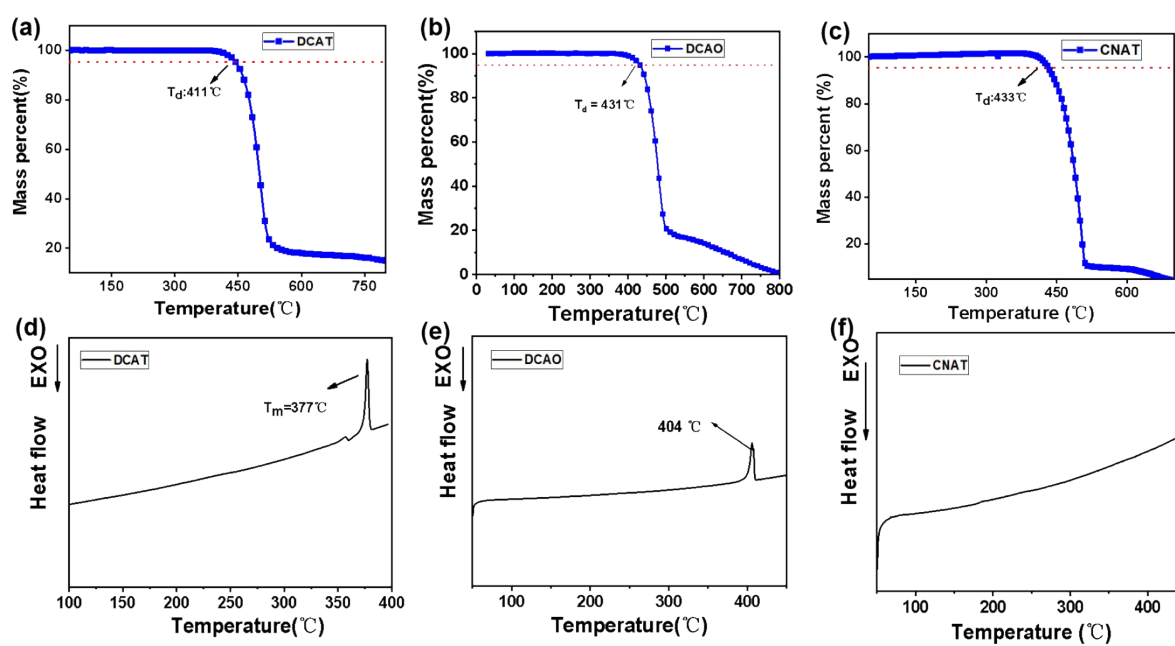 (a)
DCAT
Mass percent(%)
100
80
60
40
20
T_d:411℃
150
300
450
600
750
Temperature(℃)
(b)
DCAO
Mass percent(%)
100
80
60
40
20
0
T_d = 431℃
0
100
200
300
400
500
600
700
800
Temperature(℃)
(c)
CNAT
Mass percent (%)
100
80
60
40
20
T_d:433℃
150
300
450
600
Temperature (℃)
(d)
EXO
Heat flow
DCAT
T_m=377℃
100
150
200
250
300
350
400
Temperature(℃)
(e)
EXO
Heat flow
DCAO
404 ℃
100
200
300
400
Temperature(℃)
(f)
EXO
Heat flow
CNAT
100
200
300
400
Temperature (℃)